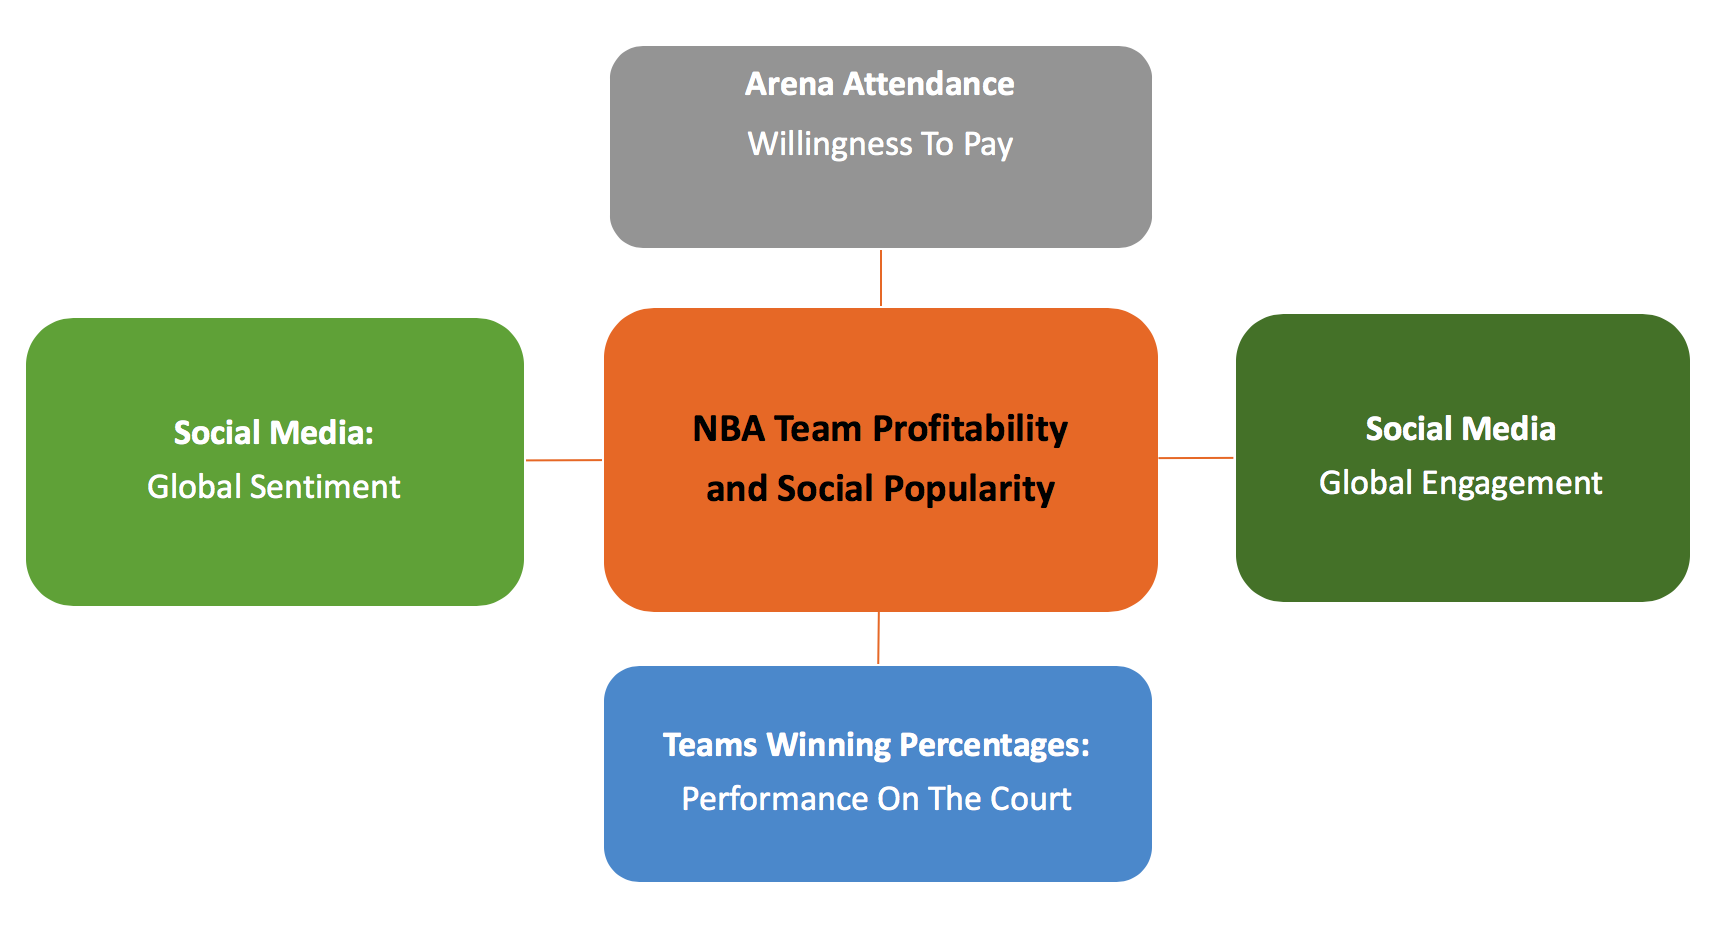 Arena Attendance
Willingness To Pay
Social Media:
Global Sentiment
NBA Team Profitability
and Social Popularity
Social Media
Global Engagement
Teams Winning Percentages:
Performance On The Court